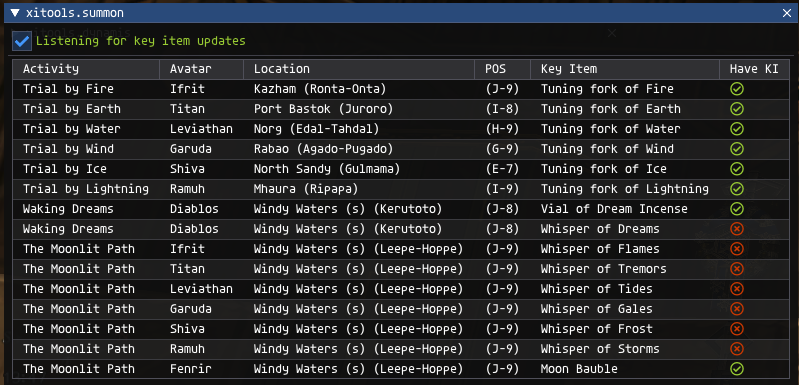 xitools.summon
Listening for key item updates
Activity Avatar Location POS Key Item Have KI
Trial by Fire Ifrit Kazham (Ronta-Onta) (J-9) Tuning fork of Fire
Trial by Earth Titan Port Bastok (Juroro) (I-8) Tuning fork of Earth
Trial by Water Leviathan Norg (Edal-Tahdal) (H-9) Tuning fork of Water
Trial by Wind Garuda Rabao (Agado-Pugado) (G-9) Tuning fork of Wind
Trial by Ice Shiva North Sandy (Gulmama) (E-7) Tuning fork of Ice
Trial by Lightning Ramuh Mhaura (Ripapa) (I-9) Tuning fork of Lightning
Waking Dreams Diablos Windy Waters (s) (Kerutoto) (J-8) Vial of Dream Incense
Waking Dreams Diablos Windy Waters (s) (Kerutoto) (J-8) Whisper of Dreams
The Moonlit Path Ifrit Windy Waters (s) (Leepe-Hoppe) (J-9) Whisper of Flames
The Moonlit Path Titan Windy Waters (s) (Leepe-Hoppe) (J-9) Whisper of Tremors
The Moonlit Path Leviathan Windy Waters (s) (Leepe-Hoppe) (J-9) Whisper of Tides
The Moonlit Path Garuda Windy Waters (s) (Leepe-Hoppe) (J-9) Whisper of Gales
The Moonlit Path Shiva Windy Waters (s) (Leepe-Hoppe) (J-9) Whisper of Frost
The Moonlit Path Ramuh Windy Waters (s) (Leepe-Hoppe) (J-9) Whisper of Storms
The Moonlit Path Fenrir Windy Waters (s) (Leepe-Hoppe) (J-9) Moon Bauble